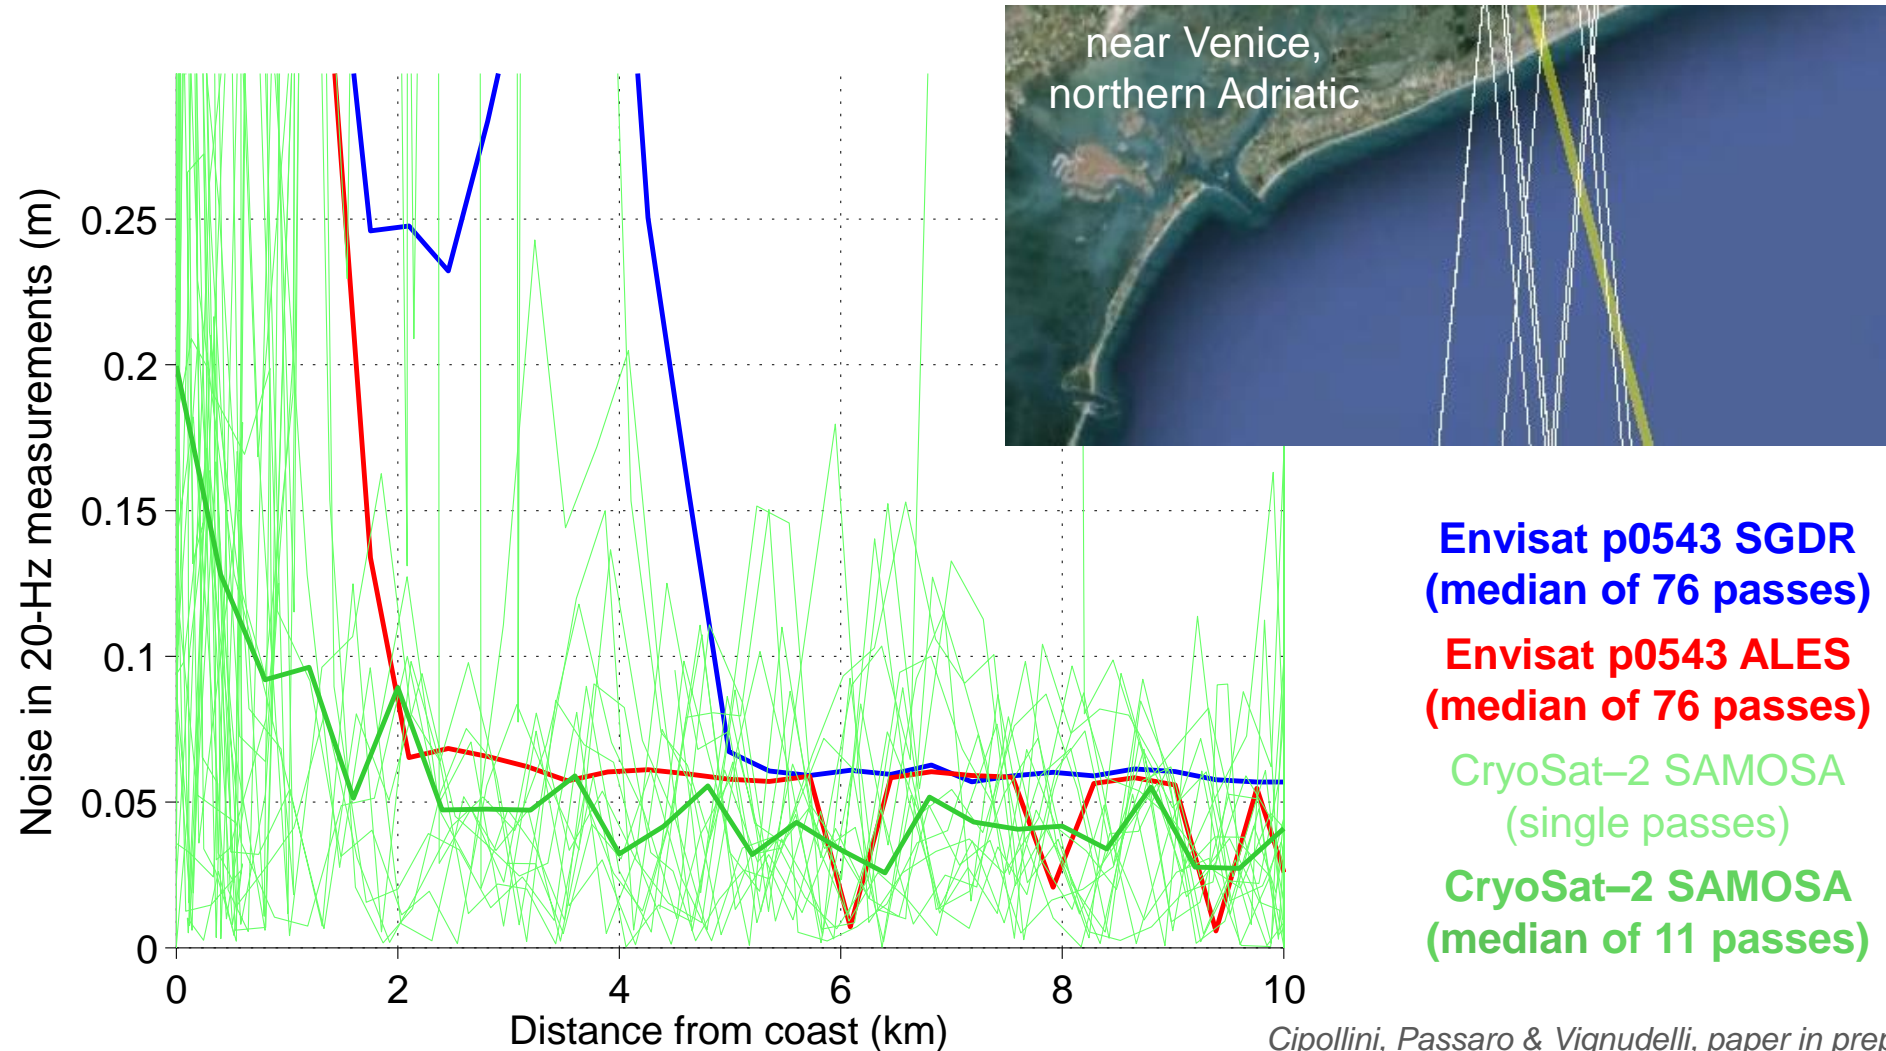 near Venice,
northern Adriatic
Noise in 20-Hz measurements (m)
0.25
0.2
0.15
0.1
0.05
0
0 2 4 6 8 10
Distance from coast (km)
Envisat p0543 SGDR
(median of 76 passes)
Envisat p0543 ALES
(median of 76 passes)
CryoSat–2 SAMOSA
(single passes)
CryoSat–2 SAMOSA
(median of 11 passes)
Cipollini, Passaro & Vignudelli, paper in prep